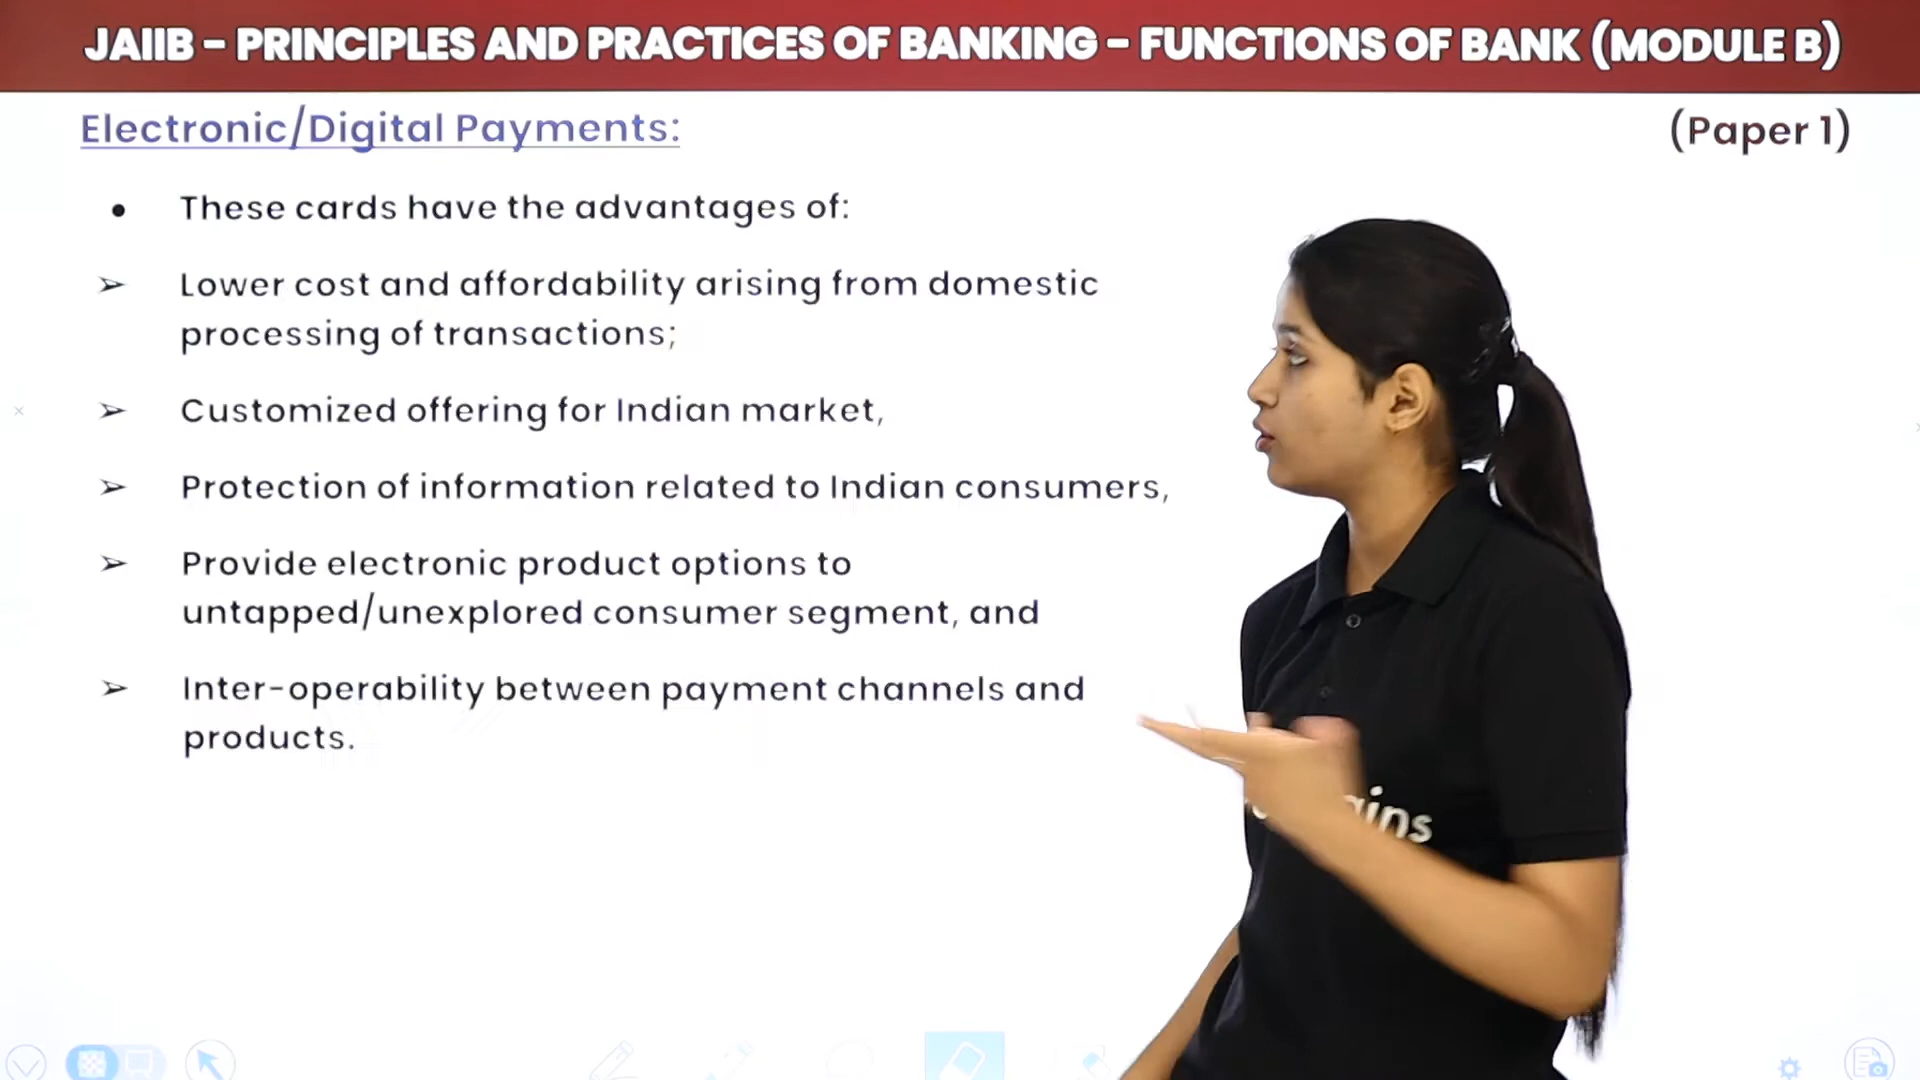 JAIIB – PRINCIPLES AND PRACTICES OF BANKING – FUNCTIONS OF BANK (MODULE B)
Electronic/Digital Payments:
(Paper 1)
• These cards have the advantages of:
➢ Lower cost and affordability arising from domestic
processing of transactions;
➢ Customized offering for Indian market,
➢ Protection of information related to Indian consumers,
➢ Provide electronic product options to
untapped/unexplored consumer segment, and
➢ Inter-operability between payment channels and
products.